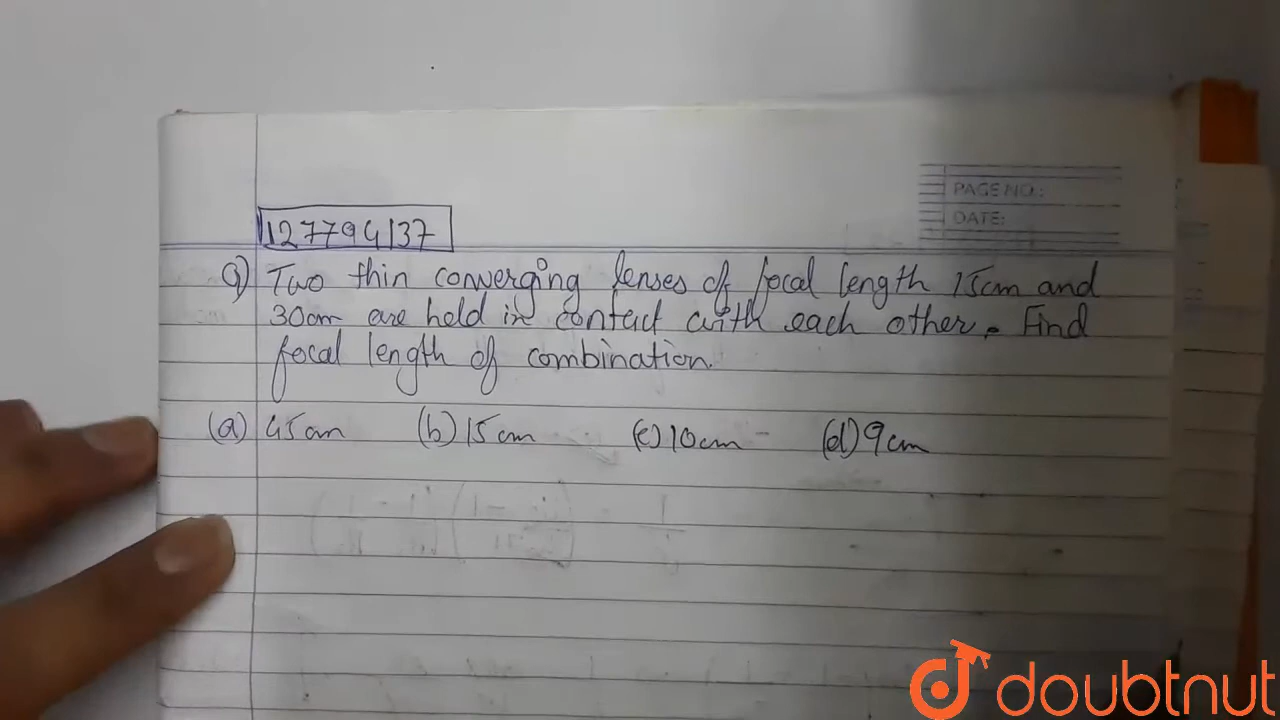 PAGE NO.:
DATE:
127794137
Q) Two thin converging lenses of focal length 15cm and
30cm are held in contact with each other. Find
focal length of combination.
(a) 45cm (b) 15cm (c) 10cm (d) 9cm
doubtnut